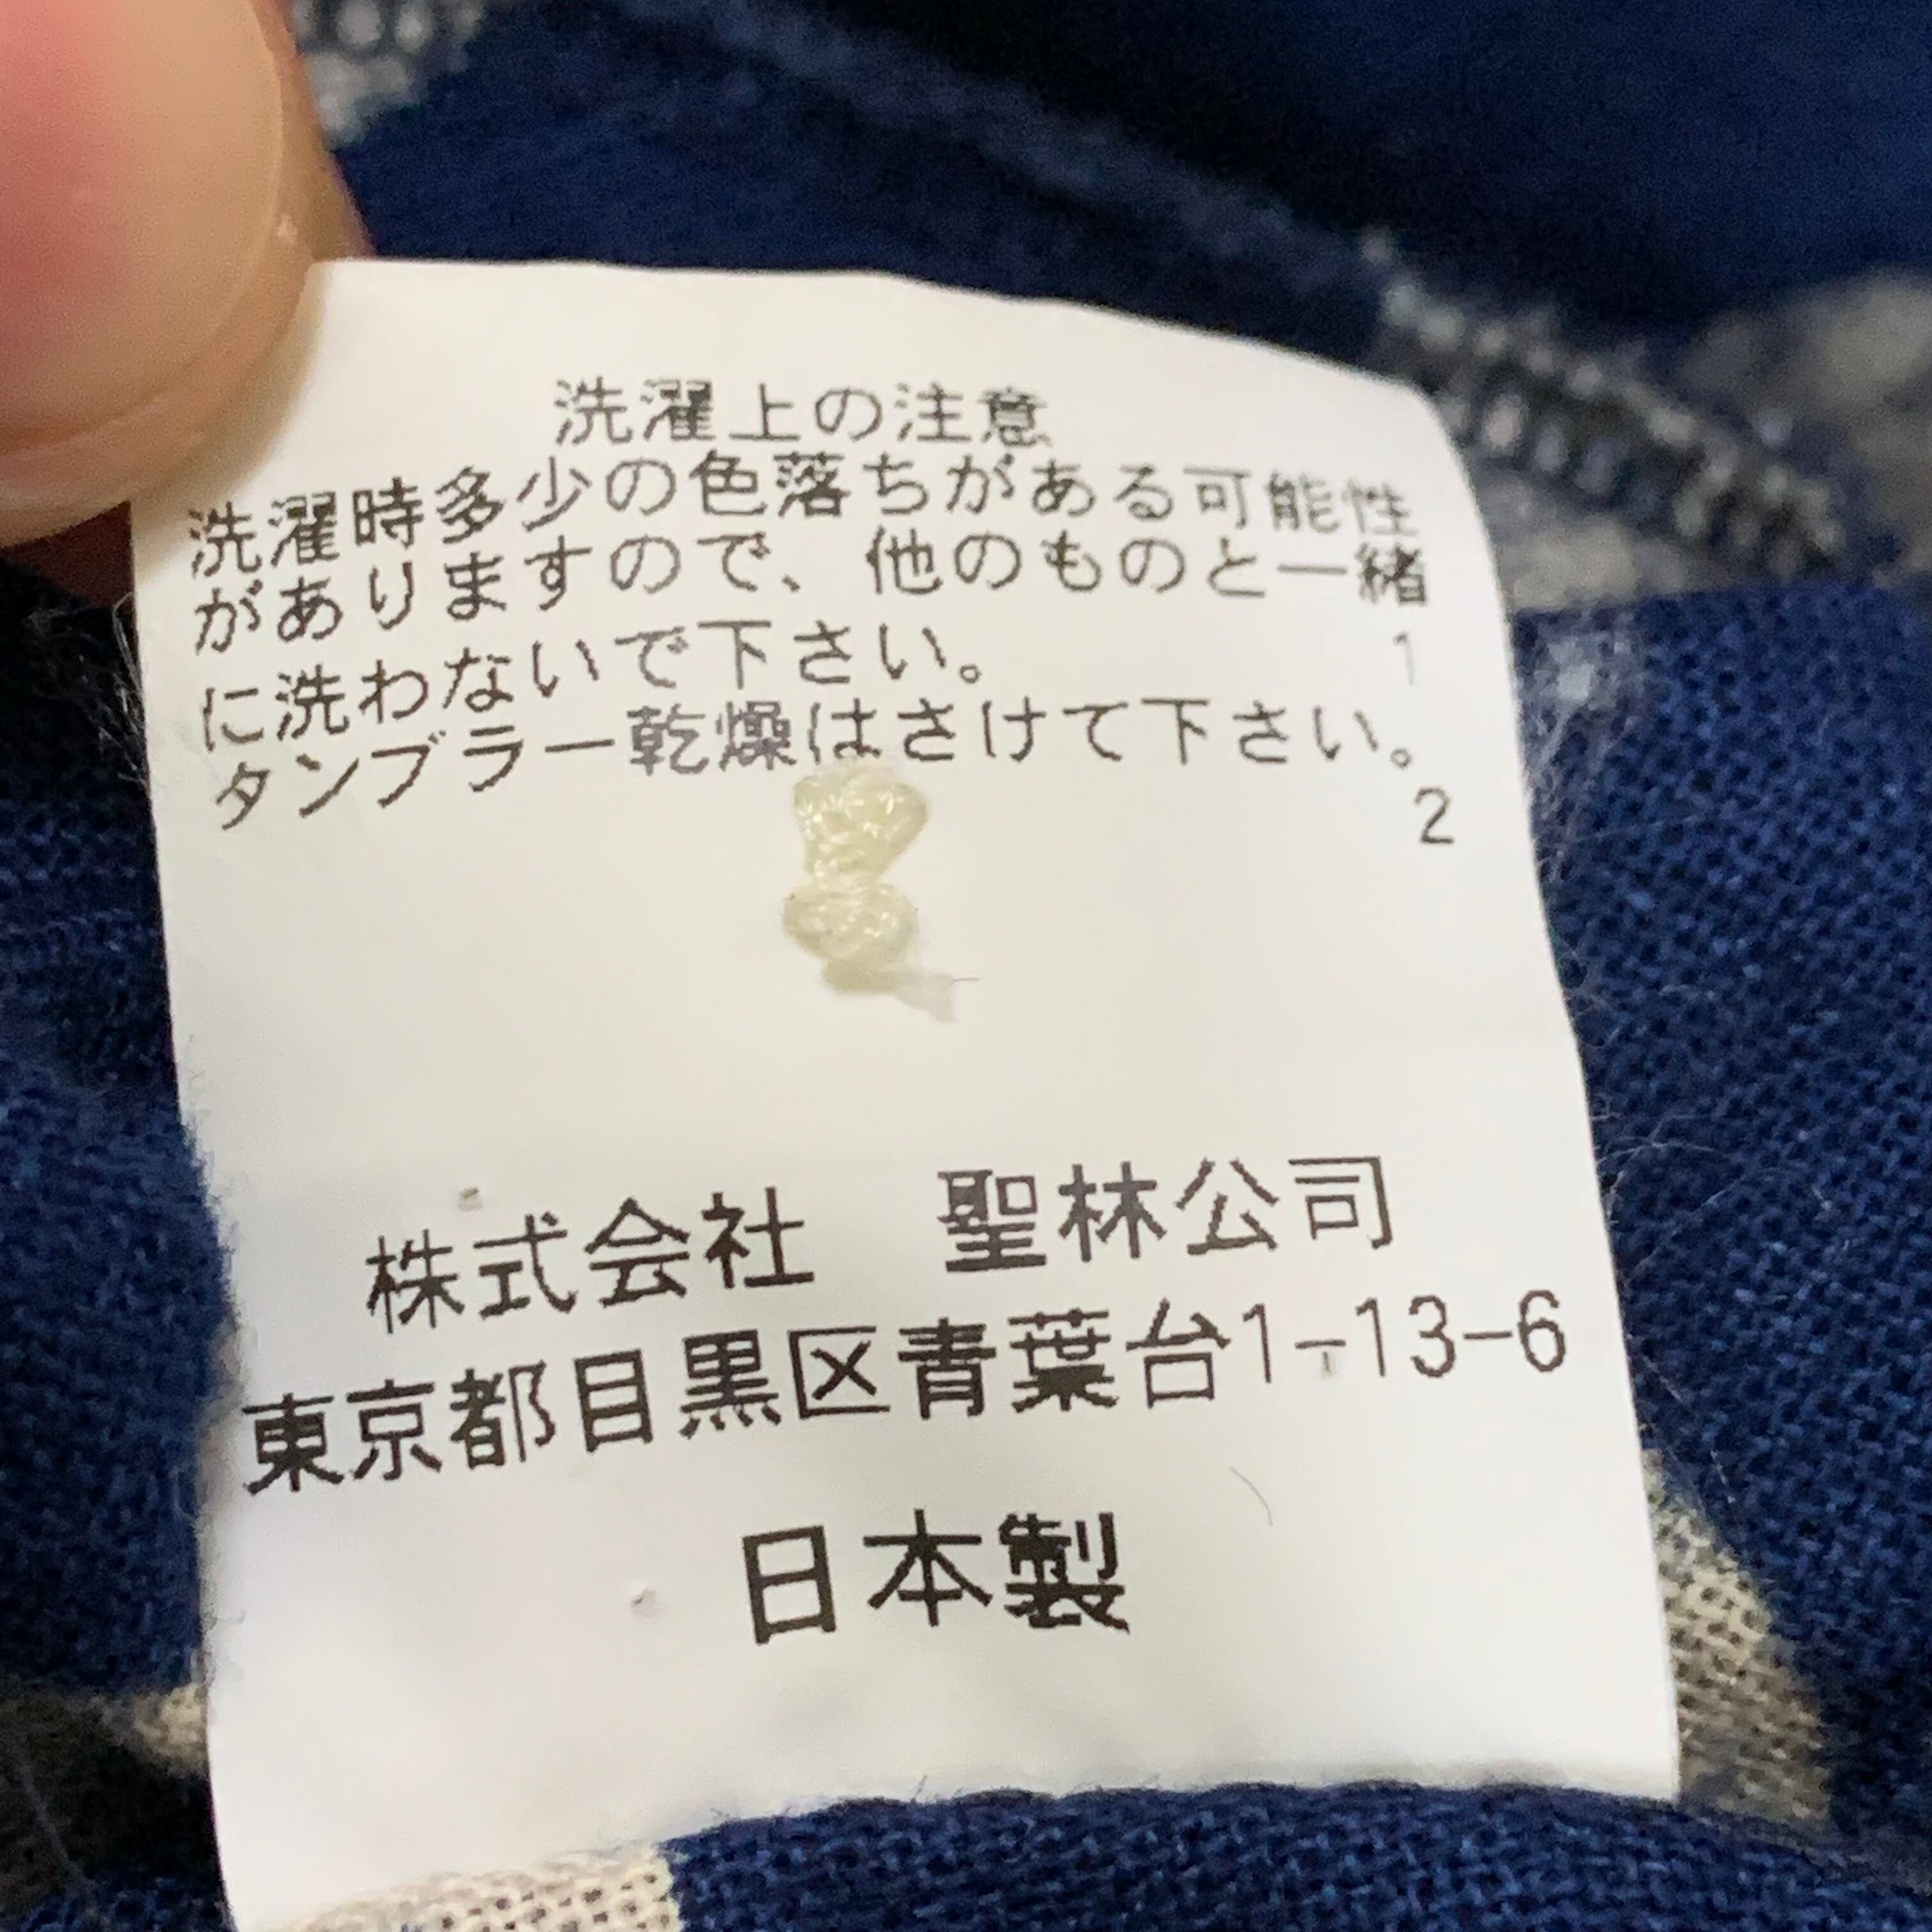 洗濯上の注意
洗濯時多少の色落ちがある可能性
がありますので、他のものと一緒
に洗わないで下さい。 1
タンブラー乾燥はさけて下さい。
2
株式会社 聖林公司
東京都目黒区青葉台1-13-6
日本製